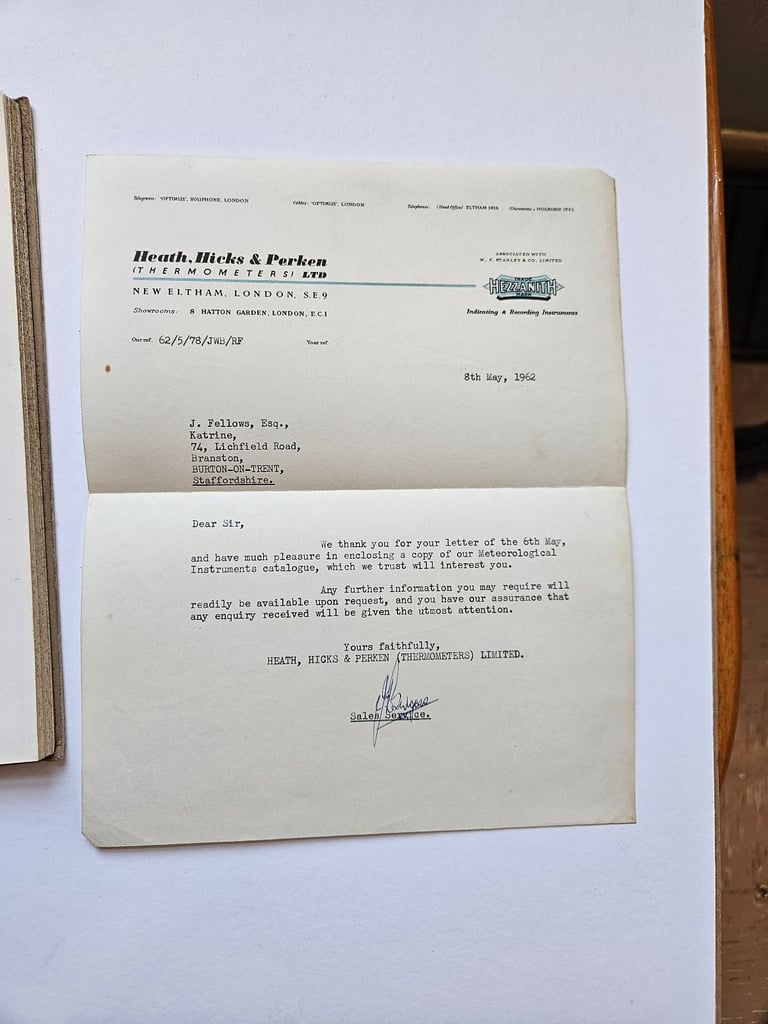 Telegrams: 'OPTIMUS', SOUPHONE, LONDON Cables: 'OPTIMUS', LONDON Telephone: (Head Office) ELTHAM 3836 (Showrooms) HOLBORN
Heath, Hicks & Perken
(THERMOMETERS) LTD
NEW ELTHAM, LONDON, S.E.9
Showrooms: 8 HATTON GARDEN, LONDON, E.C.1
ASSOCIATED WITH
W. F. STANLEY & CO. LIMITED
TRADE
HEZZANITH
MARK
Indicating & Recording Instruments
Our ref. 62/5/78/JWB/RF Your ref.
8th May, 1962
J. Fellows, Esq.,
Katrine,
74, Lichfield Road,
Branston,
BURTON-ON-TRENT,
Staffordshire.
Dear Sir,
We thank you for your letter of the 6th May,
and have much pleasure in enclosing a copy of our Meteorological
Instruments catalogue, which we trust will interest you.
Any further information you may require will
readily be available upon request, and you have our assurance that
any enquiry received will be given the utmost attention.
Yours faithfully,
HEATH, HICKS & PERKEN (THERMOMETERS) LIMITED.
Sales Service.